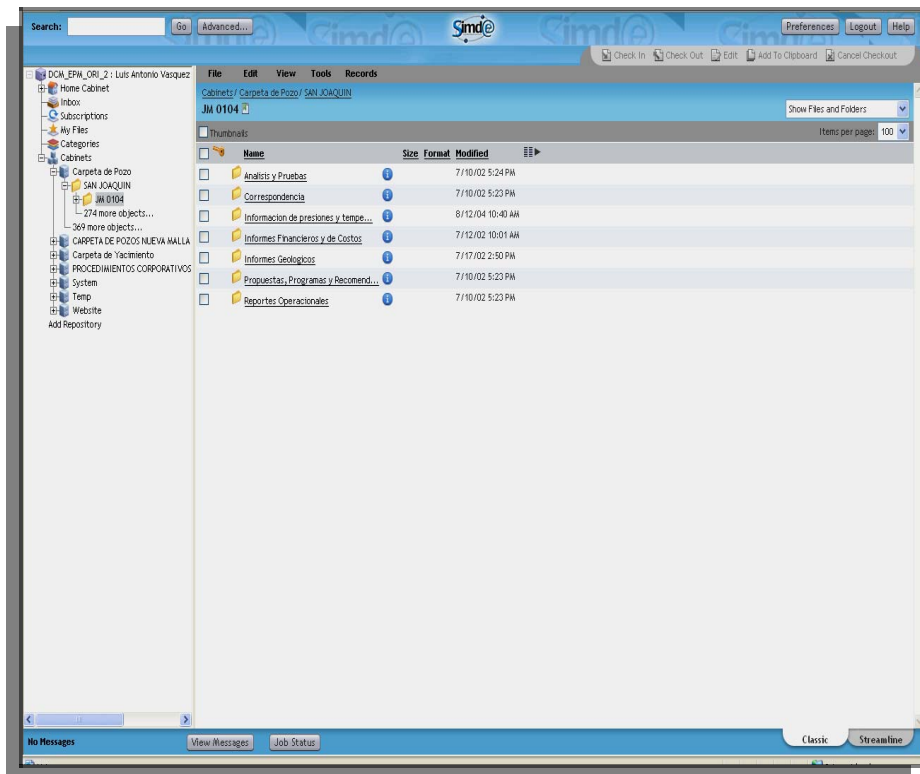 Search: Go Advanced... Simd@ Preferences Logout Help
Check In Check Out Edit Add To Clipboard Cancel Checkout
DCM_EPM_ORI_2 : Luis Antonio Vasquez
Home Cabinet
Inbox
Subscriptions
My Files
Categories
Cabinets
Carpeta de Pozo
SAN JOAQUIN
JM 0104
274 more objects...
369 more objects...
CARPETA DE POZOS NUEVA MALLA
Carpeta de Yacimiento
PROCEDIMIENTOS CORPORATIVOS
System
Temp
Website
Add Repository
File Edit View Tools Records
Cabinets / Carpeta de Pozo / SAN JOAQUIN
JM 0104
Show Files and Folders
Thumbnails Items per page: 100
Name Size Format Modified
Analisis y Pruebas 7/10/02 5:24 PM
Correspondencia 7/10/02 5:23 PM
Informacion de presiones y tempe... 8/12/04 10:40 AM
Informes Financieros y de Costos 7/12/02 10:01 AM
Informes Geologicos 7/17/02 2:50 PM
Propuestas, Programas y Recomend... 7/10/02 5:23 PM
Reportes Operacionales 7/10/02 5:23 PM
No Messages View Messages Job Status Classic Streamline